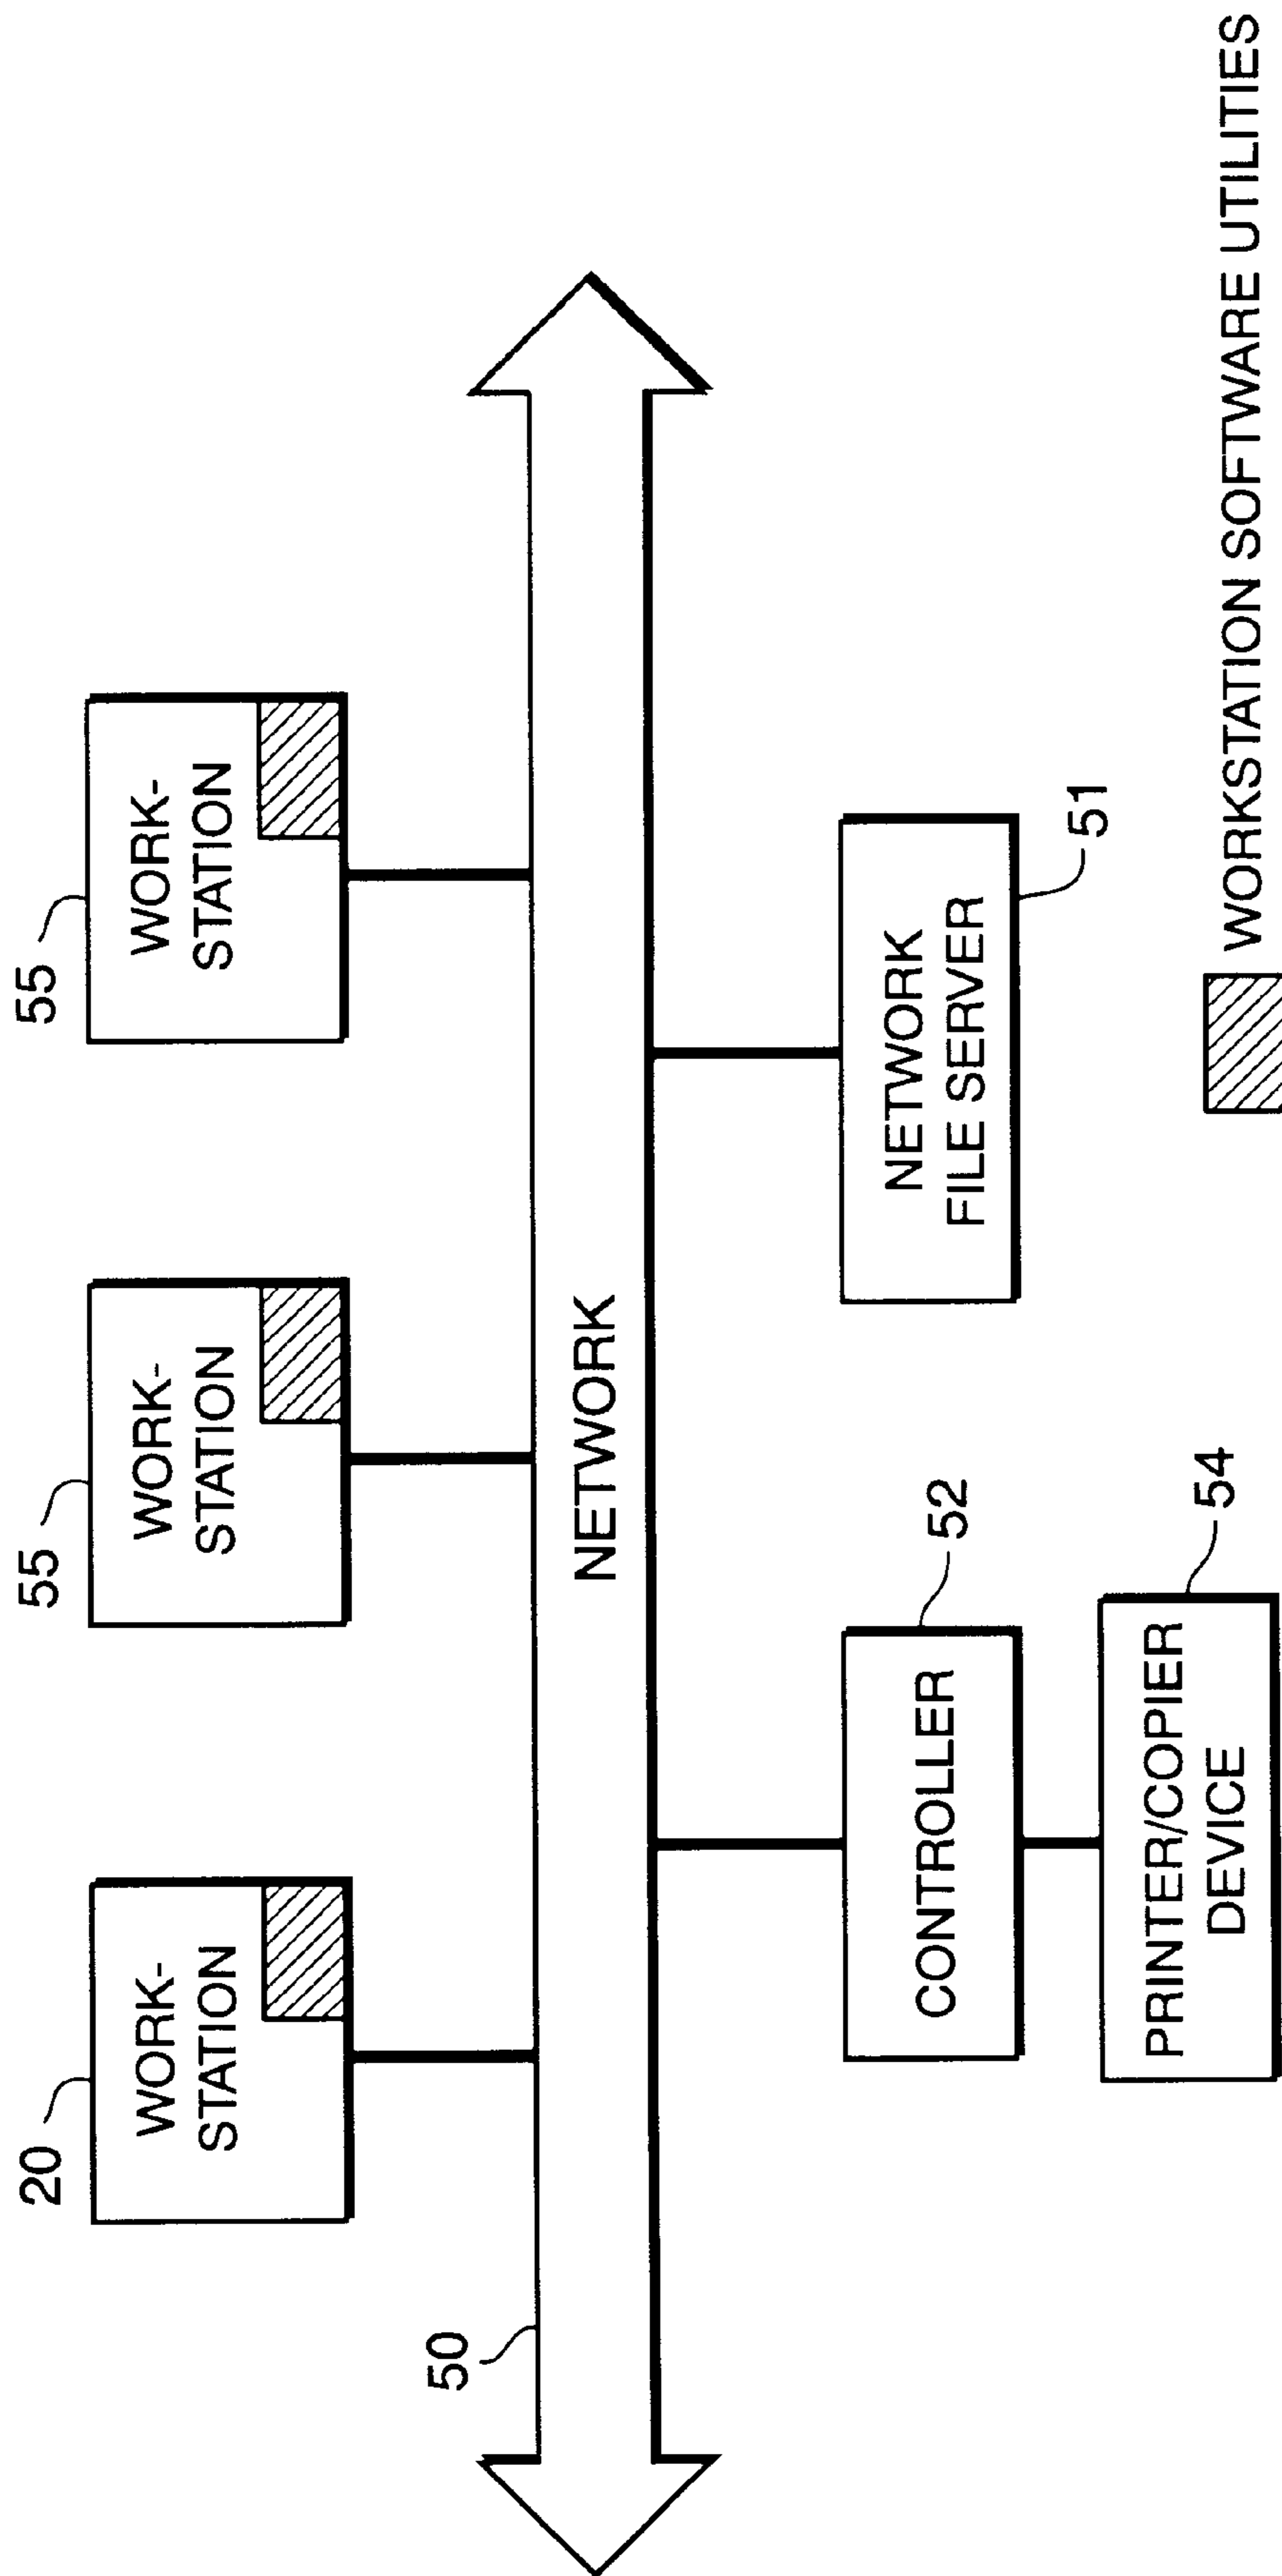 20
WORK-
STATION
55
WORK-
STATION
55
WORK-
STATION
50
NETWORK
CONTROLLER
52
NETWORK
FILE SERVER
51
PRINTER/COPIER
DEVICE
54
WORKSTATION SOFTWARE UTILITIES